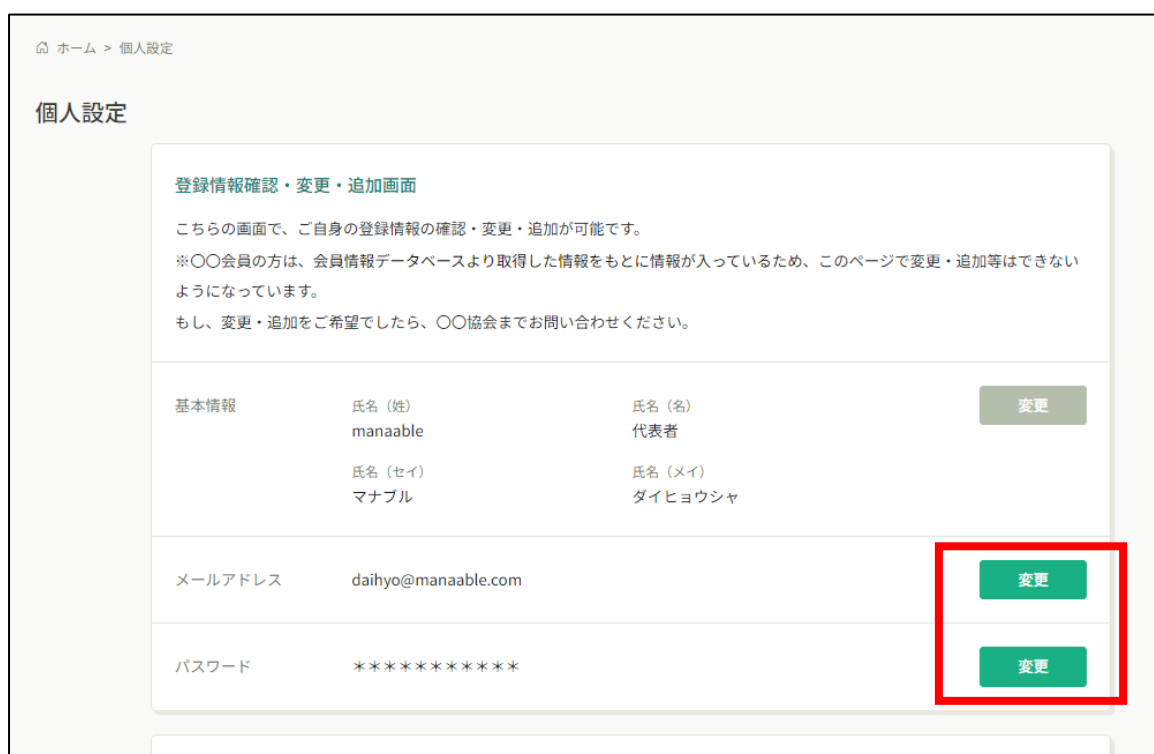 ホーム > 個人設定
個人設定
登録情報確認・変更・追加画面
こちらの画面で、ご自身の登録情報の確認・変更・追加が可能です。
※〇〇会員の方は、会員情報データベースより取得した情報をもとに情報が入っているため、このページで変更・追加等はできない
ようになっています。
もし、変更・追加をご希望でしたら、〇〇協会までお問い合わせください。
基本情報 氏名（姓） 氏名（名） 変更
manaable 代表者
氏名（セイ） 氏名（メイ）
マナブル ダイヒョウシャ
メールアドレス daihyo@manaable.com 変更
パスワード ＊＊＊＊＊＊＊＊＊＊＊ 変更